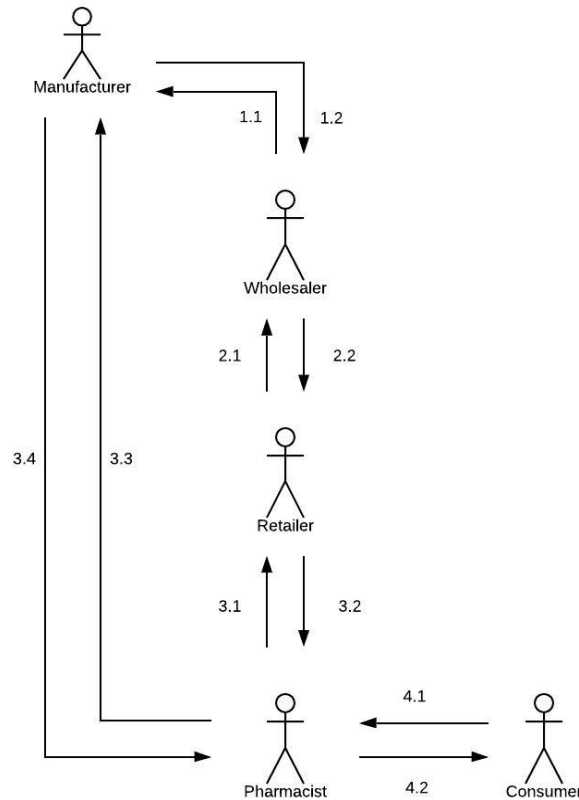 Manufacturer
1.1
1.2
Wholesaler
2.1
2.2
Retailer
3.4
3.3
3.1
3.2
4.1
Pharmacist
4.2
Consumer